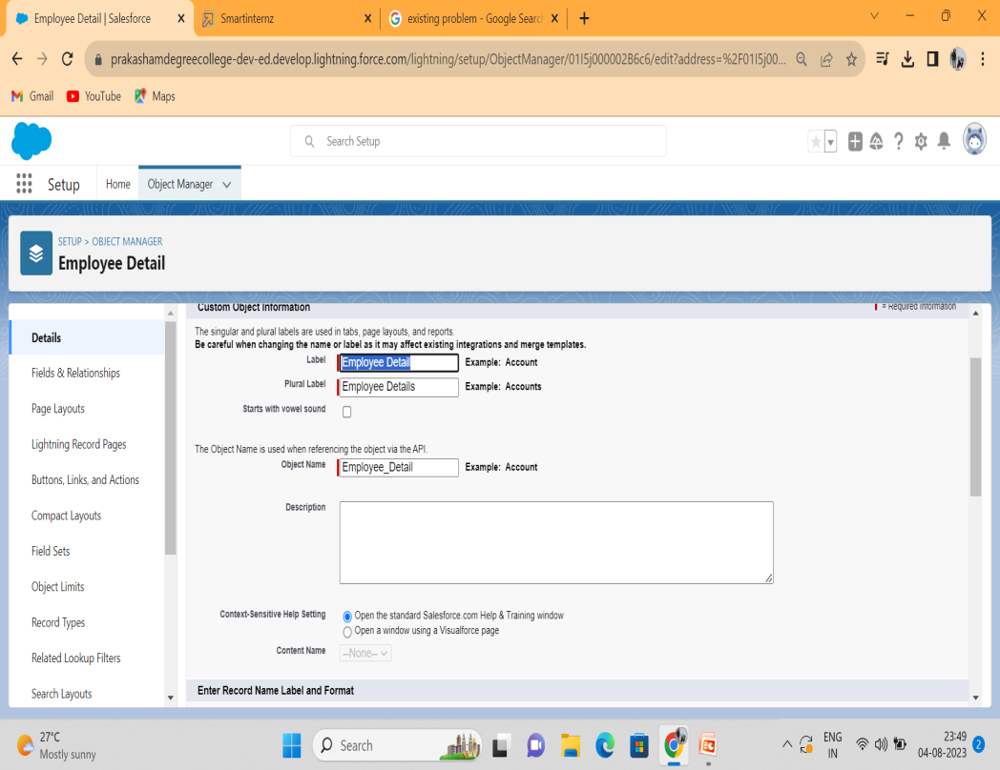 Employee Detail | Salesforce
Smartinternz
existing problem - Google Search
prakashamdegreecollege-dev-ed.develop.lightning.force.com/lightning/setup/ObjectManager/01I5j000002B6c6/edit?address=%2F01I5j00...
Gmail
YouTube
Maps
Search Setup
Setup
Home
Object Manager
SETUP > OBJECT MANAGER
Employee Detail
Details
Fields & Relationships
Page Layouts
Lightning Record Pages
Buttons, Links, and Actions
Compact Layouts
Field Sets
Object Limits
Record Types
Related Lookup Filters
Search Layouts
Custom Object Information
= Required Information
The singular and plural labels are used in tabs, page layouts, and reports.
Be careful when changing the name or label as it may affect existing integrations and merge templates.
Label Employee Detail Example: Account
Plural Label Employee Details Example: Accounts
Starts with vowel sound
The Object Name is used when referencing the object via the API.
Object Name Employee_Detail Example: Account
Description
Context-Sensitive Help Setting Open the standard Salesforce.com Help & Training window
Open a window using a Visualforce page
Content Name --None--
Enter Record Name Label and Format
27°C
Mostly sunny
Search
ENG
IN
23:49
04-08-2023
2